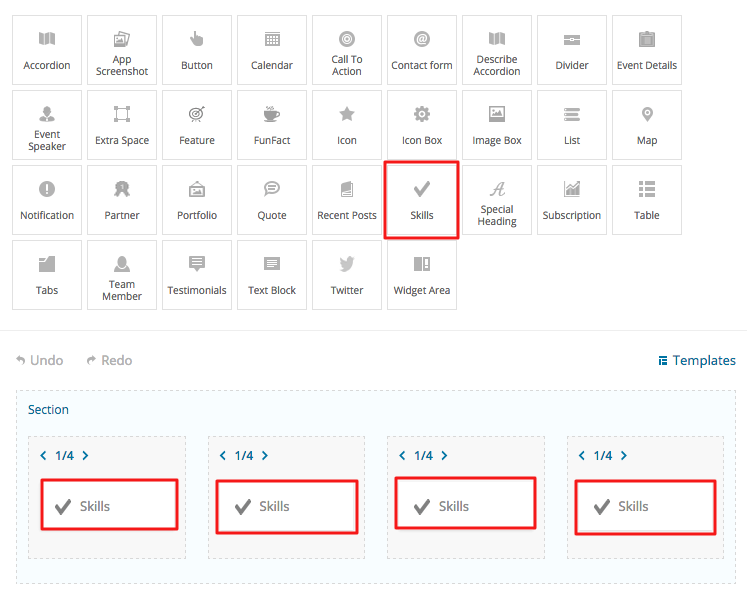 Accordion
App
Screenshot
Button
Calendar
Call To
Action
Contact form
Describe
Accordion
Divider
Event Details
Event
Speaker
Extra Space
Feature
FunFact
Icon
Icon Box
Image Box
List
Map
Notification
Partner
Portfolio
Quote
Recent Posts
Skills
Special
Heading
Subscription
Table
Tabs
Team
Member
Testimonials
Text Block
Twitter
Widget Area
Undo
Redo
Templates
Section
1/4
1/4
1/4
1/4
Skills
Skills
Skills
Skills